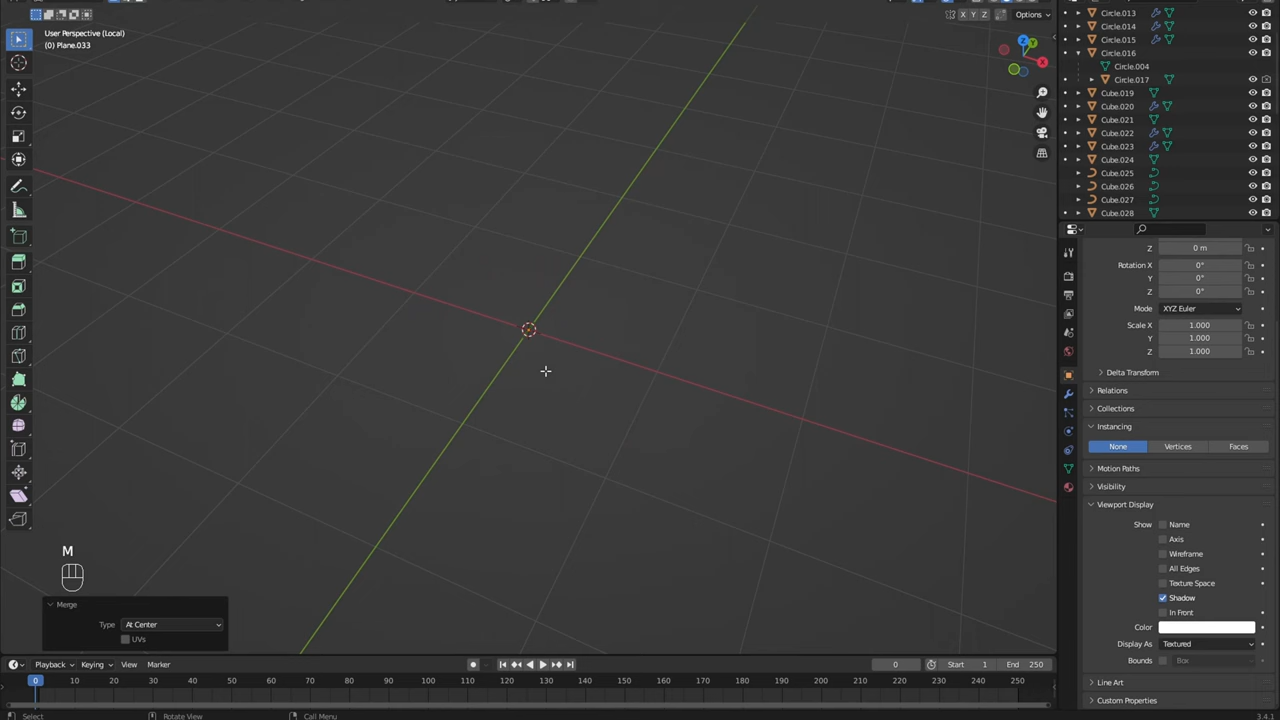 User Perspective (Local)
(0) Plane.033
X Y Z
Options
Z
Y
X
Circle.013
Circle.014
Circle.015
Circle.016
Circle.004
Circle.017
Cube.019
Cube.020
Cube.021
Cube.022
Cube.023
Cube.024
Cube.025
Cube.026
Cube.027
Cube.028
Z 0 m
Rotation X 0°
Y 0°
Z 0°
Mode XYZ Euler
Scale X 1.000
Y 1.000
Z 1.000
Delta Transform
Relations
Collections
Instancing
None Vertices Faces
Motion Paths
Visibility
Viewport Display
Show Name
Axis
Wireframe
All Edges
Texture Space
Shadow
In Front
Color
Display As Textured
Bounds Box
Line Art
Custom Properties
M
Merge
Type At Center
UVs
Playback Keying View Marker
0 Start 1 End 250
0 10 20 30 40 50 60 70 80 90 100 110 120 130 140 150 160 170 180 190 200 210 220 230 240 250
Select Rotate View Call Menu 3.4.1